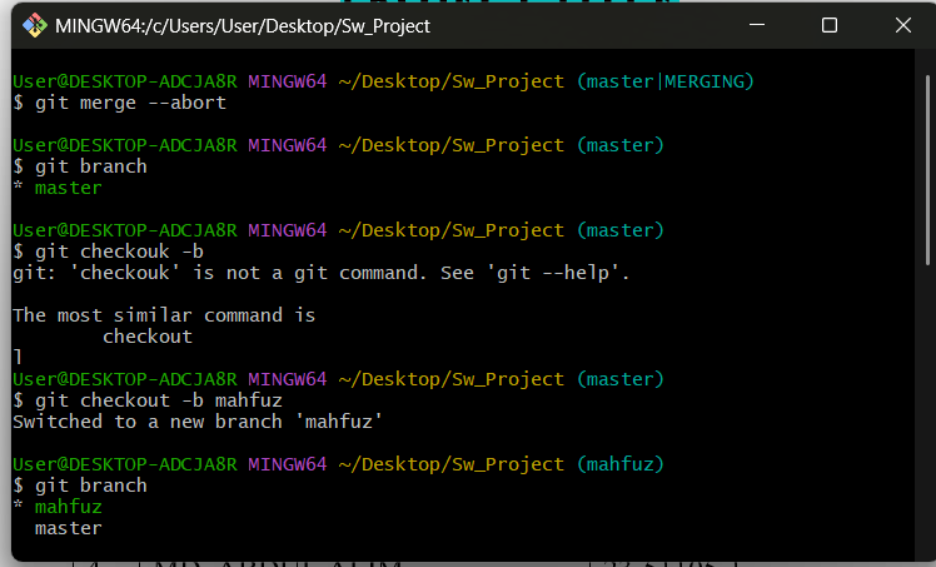 MINGW64:/c/Users/User/Desktop/Sw_Project
User@DESKTOP-ADCJA8R MINGW64 ~/Desktop/Sw_Project (master|MERGING)
$ git merge --abort
User@DESKTOP-ADCJA8R MINGW64 ~/Desktop/Sw_Project (master)
$ git branch
* master
User@DESKTOP-ADCJA8R MINGW64 ~/Desktop/Sw_Project (master)
$ git checkouk -b
git: 'checkouk' is not a git command. See 'git --help'.
The most similar command is
checkout
l
User@DESKTOP-ADCJA8R MINGW64 ~/Desktop/Sw_Project (master)
$ git checkout -b mahfuz
Switched to a new branch 'mahfuz'
User@DESKTOP-ADCJA8R MINGW64 ~/Desktop/Sw_Project (mahfuz)
$ git branch
* mahfuz
master